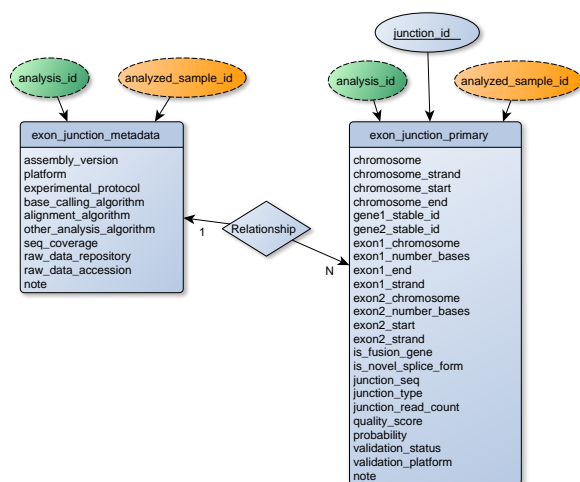 junction_id
analysis_id
analyzed_sample_id
analysis_id
analyzed_sample_id
exon_junction_metadata
assembly_version
platform
experimental_protocol
base_calling_algorithm
alignment_algorithm
other_analysis_algorithm
seq_coverage
raw_data_repository
raw_data_accession
note
1
Relationship
N
exon_junction_primary
chromosome
chromosome_strand
chromosome_start
chromosome_end
gene1_stable_id
gene2_stable_id
exon1_chromosome
exon1_number_bases
exon1_end
exon1_strand
exon2_chromosome
exon2_number_bases
exon2_start
exon2_strand
is_fusion_gene
is_novel_splice_form
junction_seq
junction_type
junction_read_count
quality_score
probability
validation_status
validation_platform
note